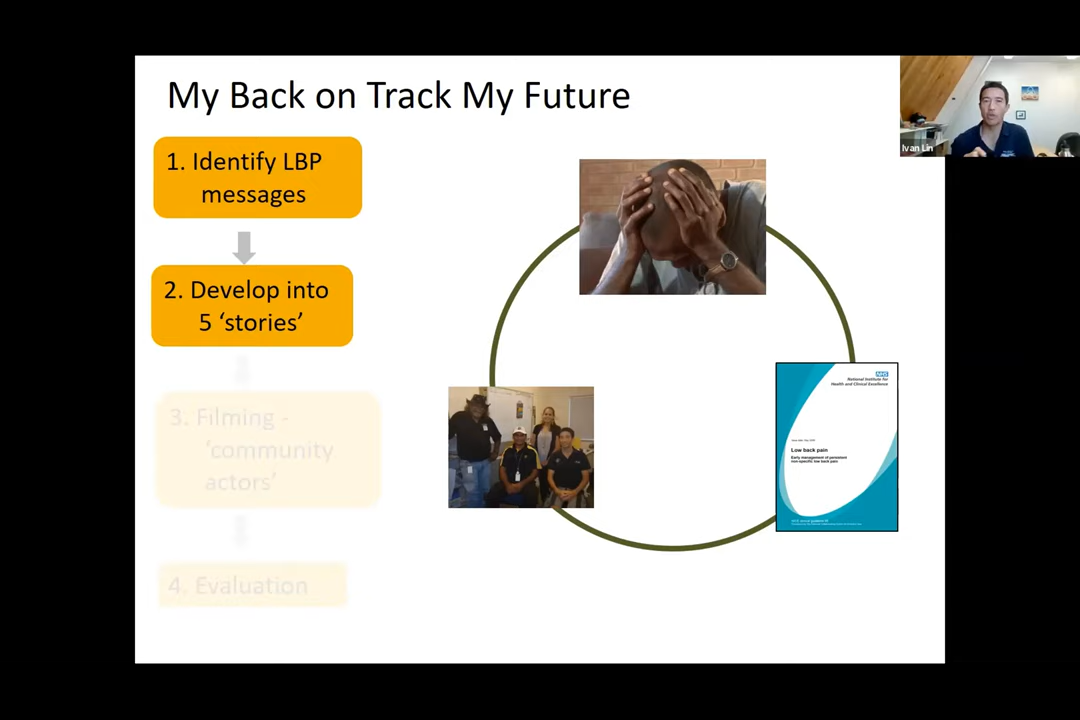 My Back on Track My Future
1. Identify LBP
messages
2. Develop into
5 ‘stories’
3. Filming -
‘community
actors’
4. Evaluation
NHS
National Institute for
Health and Clinical Excellence
Low back pain
Early management of persistent
non-specific low back pain
Ivan Lin